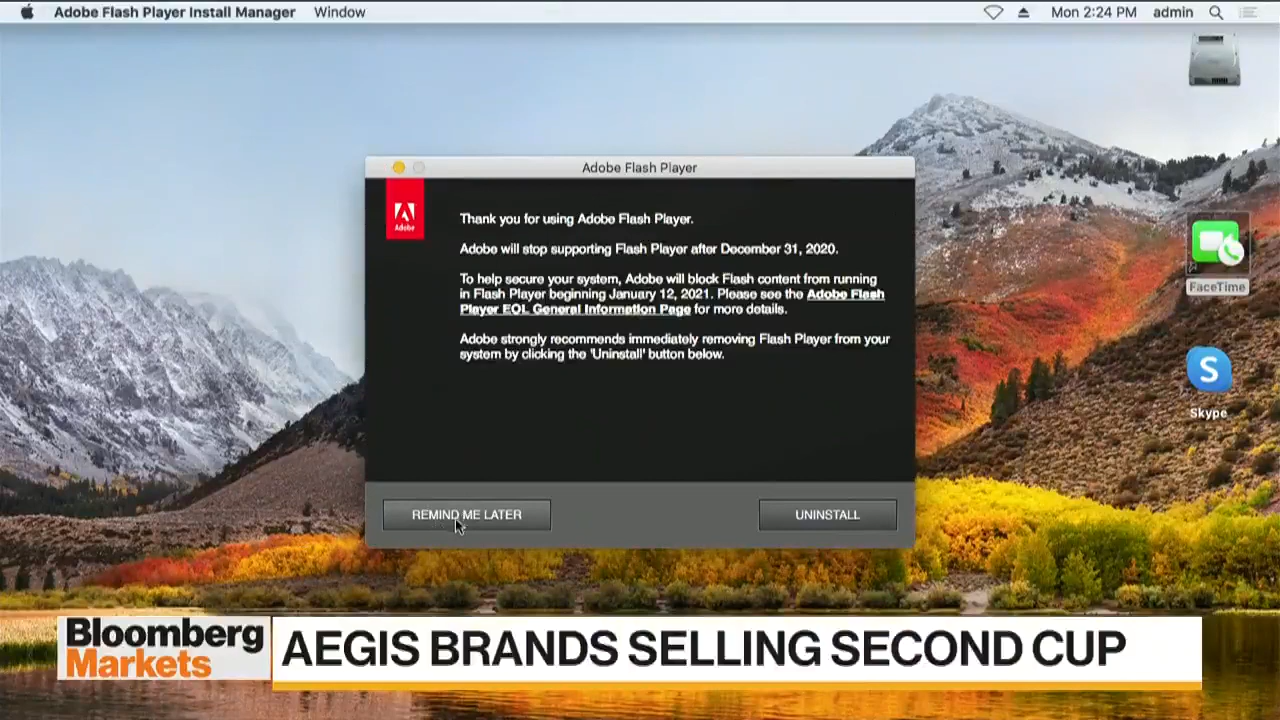 Adobe Flash Player Install Manager Window Mon 2:24 PM admin
Adobe Flash Player
Adobe
Thank you for using Adobe Flash Player.
Adobe will stop supporting Flash Player after December 31, 2020.
To help secure your system, Adobe will block Flash content from running
in Flash Player beginning January 12, 2021. Please see the Adobe Flash
Player EOL General Information Page for more details.
Adobe strongly recommends immediately removing Flash Player from your
system by clicking the 'Uninstall' button below.
REMIND ME LATER
UNINSTALL
FaceTime
Skype
Bloomberg
Markets
AEGIS BRANDS SELLING SECOND CUP